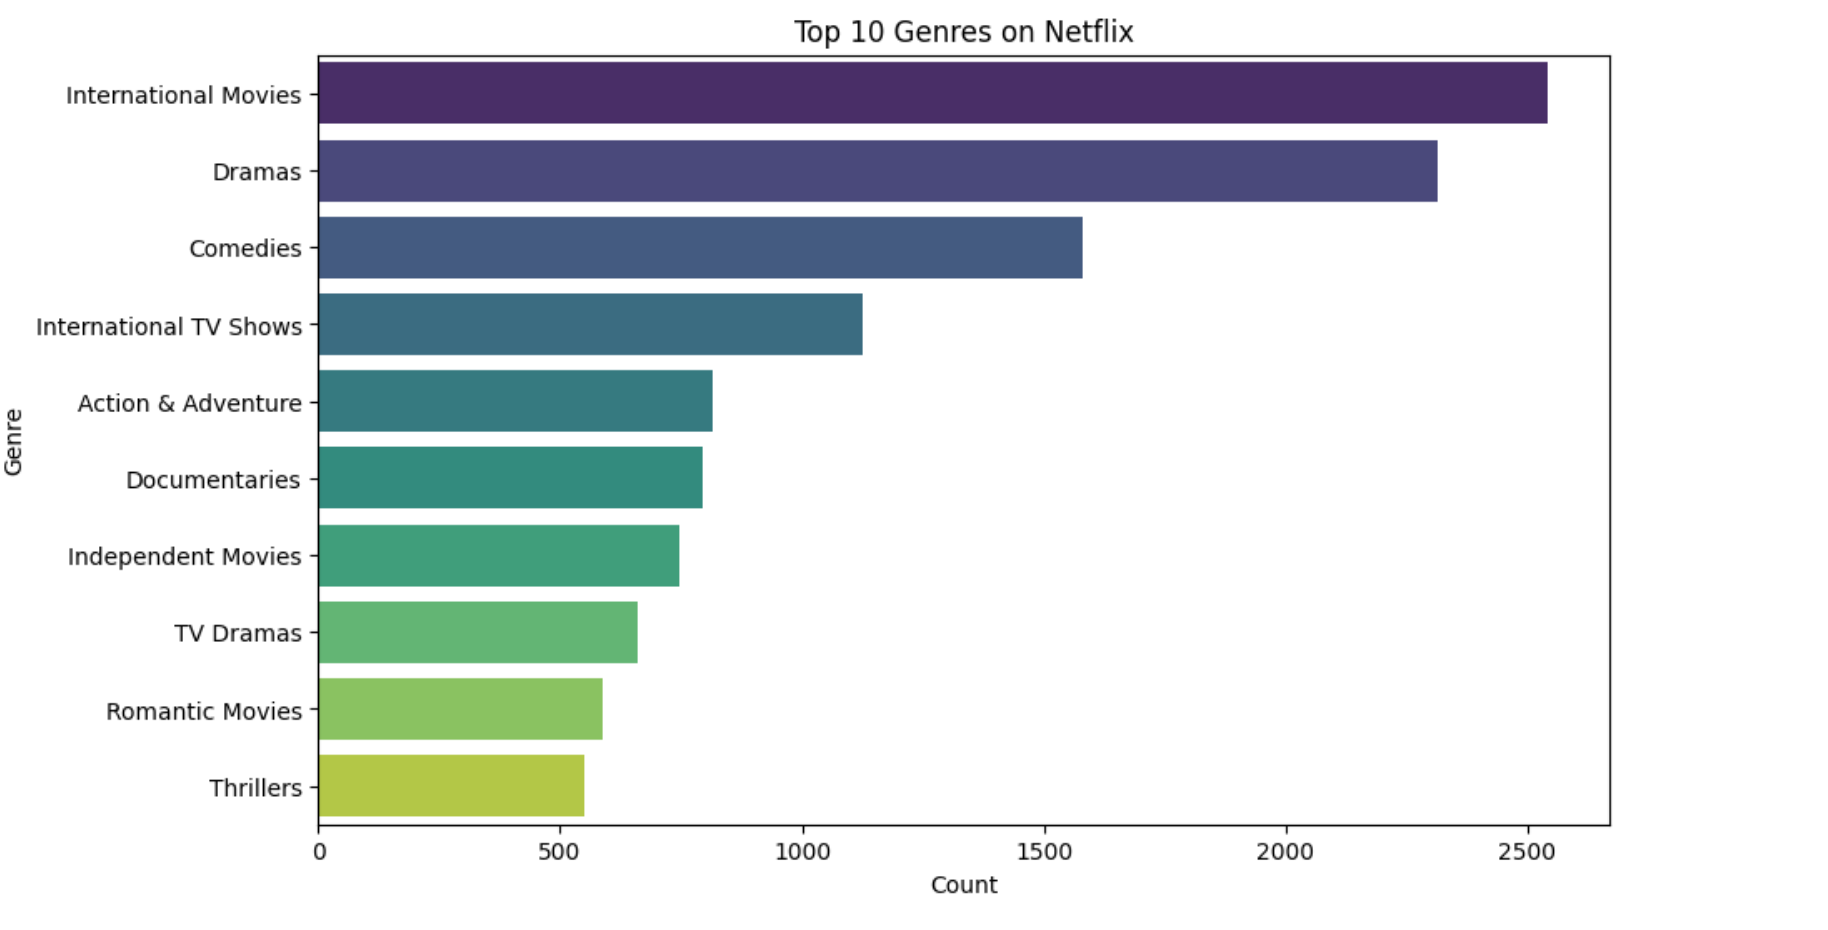 Top 10 Genres on Netflix
International Movies
Dramas
Comedies
International TV Shows
Action & Adventure
Documentaries
Independent Movies
TV Dramas
Romantic Movies
Thrillers
Genre
0 500 1000 1500 2000 2500
Count